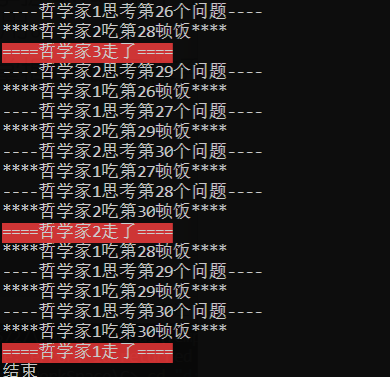 ----哲学家1思考第26个问题----
****哲学家2吃第28顿饭****
====哲学家3走了====
----哲学家2思考第29个问题----
****哲学家1吃第26顿饭****
----哲学家1思考第27个问题----
****哲学家2吃第29顿饭****
----哲学家2思考第30个问题----
****哲学家1吃第27顿饭****
----哲学家1思考第28个问题----
****哲学家2吃第30顿饭****
====哲学家2走了====
****哲学家1吃第28顿饭****
----哲学家1思考第29个问题----
****哲学家1吃第29顿饭****
----哲学家1思考第30个问题----
****哲学家1吃第30顿饭****
====哲学家1走了====
结束